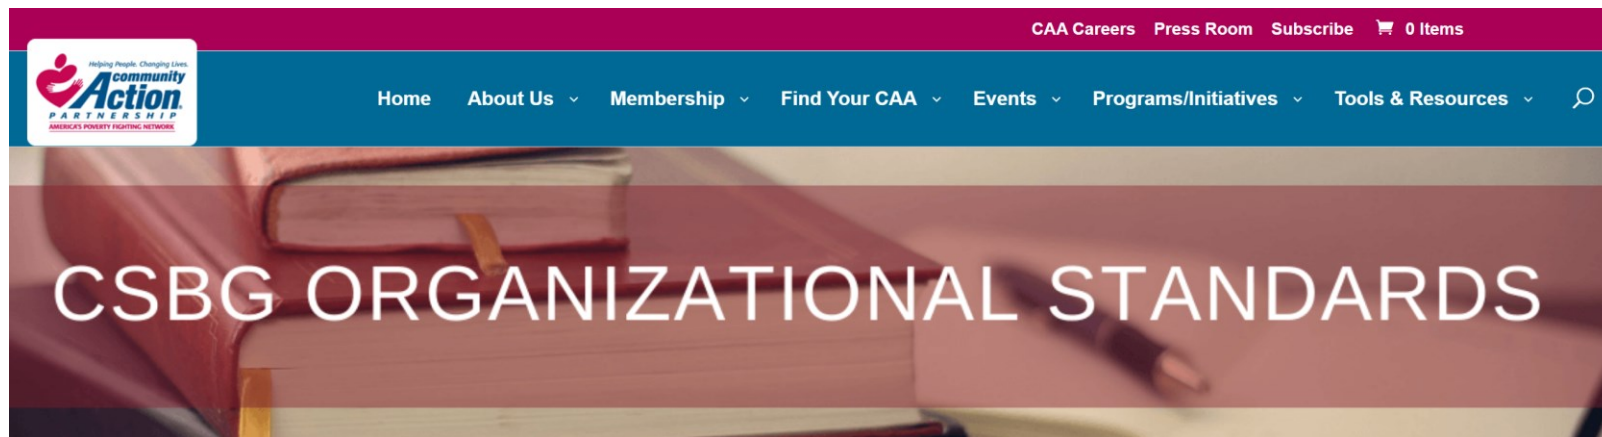 CAA Careers Press Room Subscribe 0 Items
Helping People. Changing Lives.
community
Action
PARTNERSHIP
AMERICA'S POVERTY FIGHTING NETWORK
Home About Us Membership Find Your CAA Events Programs/Initiatives Tools & Resources
CSBG ORGANIZATIONAL STANDARDS